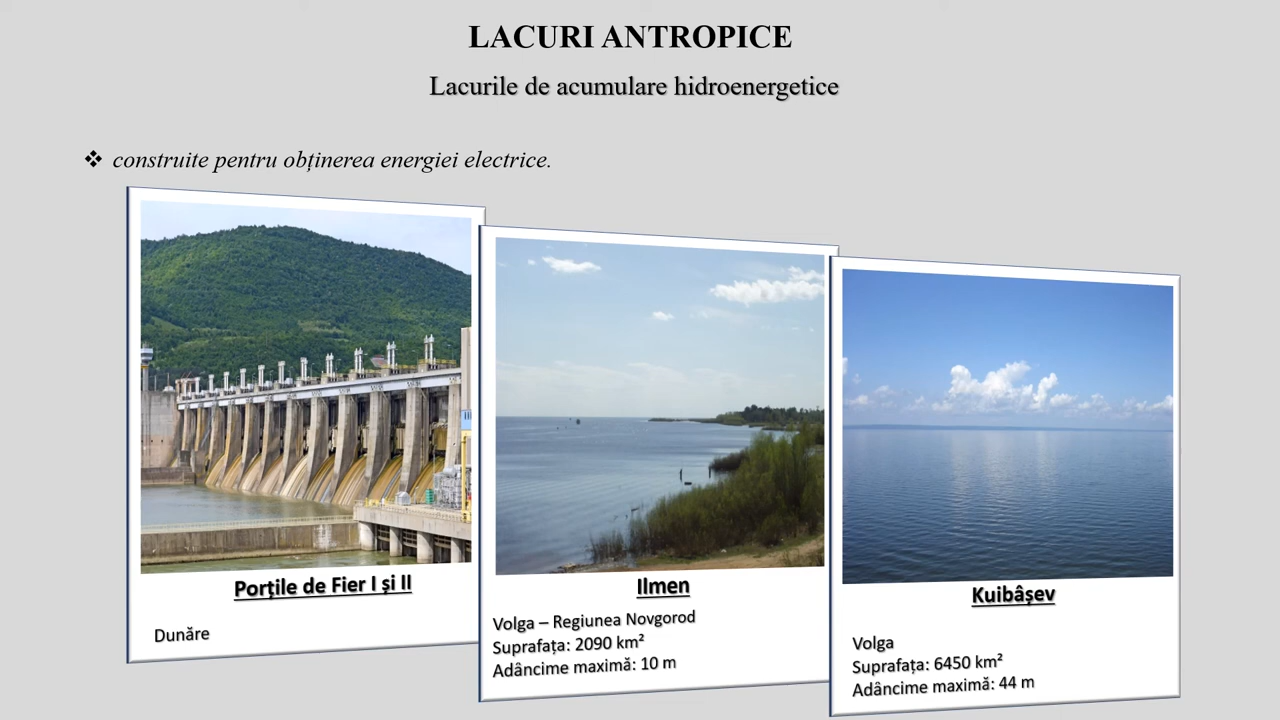 LACURI ANTROPICE
Lacurile de acumulare hidroenergetice
❖ construite pentru obținerea energiei electrice.
Porțile de Fier I și II
Dunăre
Ilmen
Volga – Regiunea Novgorod
Suprafața: 2090 km²
Adâncime maximă: 10 m
Kuibâșev
Volga
Suprafața: 6450 km²
Adâncime maximă: 44 m